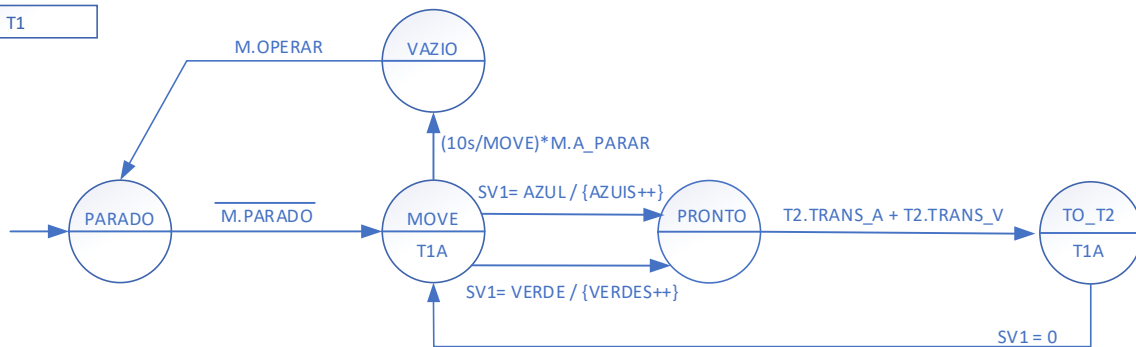 T1
M.OPERAR
VAZIO
(10s/MOVE)*M.A_PARAR
SV1= AZUL / {AZUIS++}
PARADO
M.PARADO
MOVE
T1A
PRONTO
T2.TRANS_A + T2.TRANS_V
TO_T2
T1A
SV1= VERDE / {VERDES++}
SV1 = 0